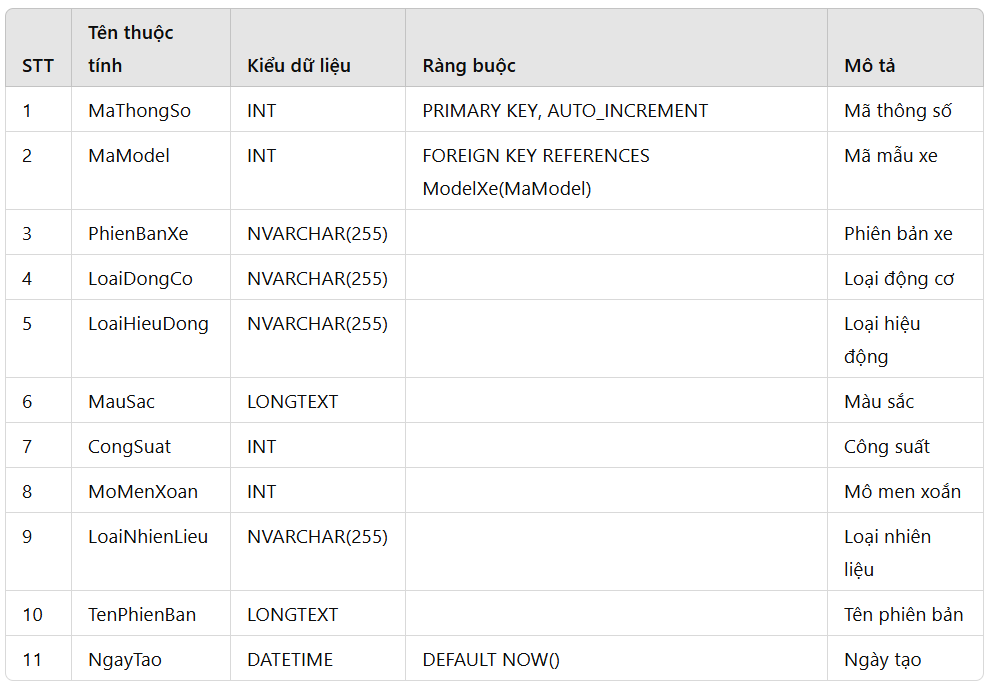 STT Tên thuộc tính Kiểu dữ liệu Ràng buộc Mô tả
1 MaThongSo INT PRIMARY KEY, AUTO_INCREMENT Mã thông số
2 MaModel INT FOREIGN KEY REFERENCES ModelXe(MaModel) Mã mẫu xe
3 PhienBanXe NVARCHAR(255) Phiên bản xe
4 LoaiDongCo NVARCHAR(255) Loại động cơ
5 LoaiHieuDong NVARCHAR(255) Loại hiệu động
6 MauSac LONGTEXT Màu sắc
7 CongSuat INT Công suất
8 MoMenXoan INT Mô men xoắn
9 LoaiNhienLieu NVARCHAR(255) Loại nhiên liệu
10 TenPhienBan LONGTEXT Tên phiên bản
11 NgayTao DATETIME DEFAULT NOW() Ngày tạo